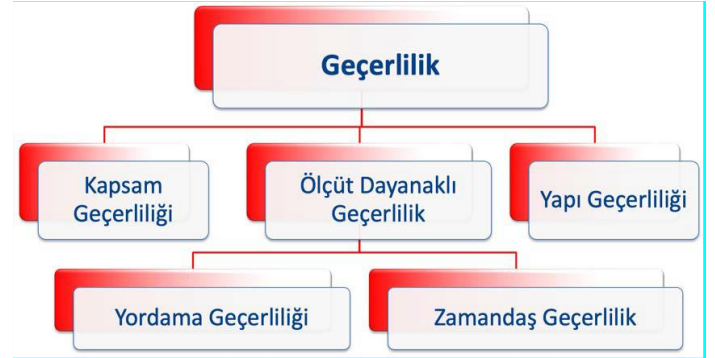 Geçerlilik
Kapsam
Geçerliliği
Ölçüt Dayanaklı
Geçerlilik
Yapı Geçerliliği
Yordama Geçerliliği
Zamandaş Geçerlilik